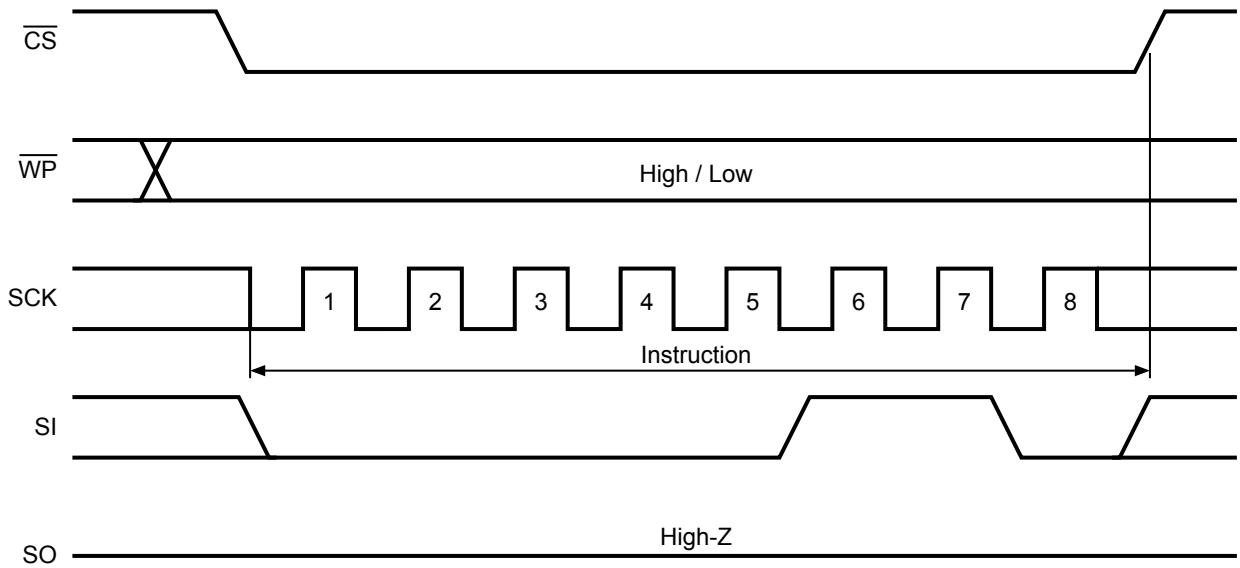 CS
WP
High / Low
SCK
1 2 3 4 5 6 7 8
Instruction
SI
High-Z
SO